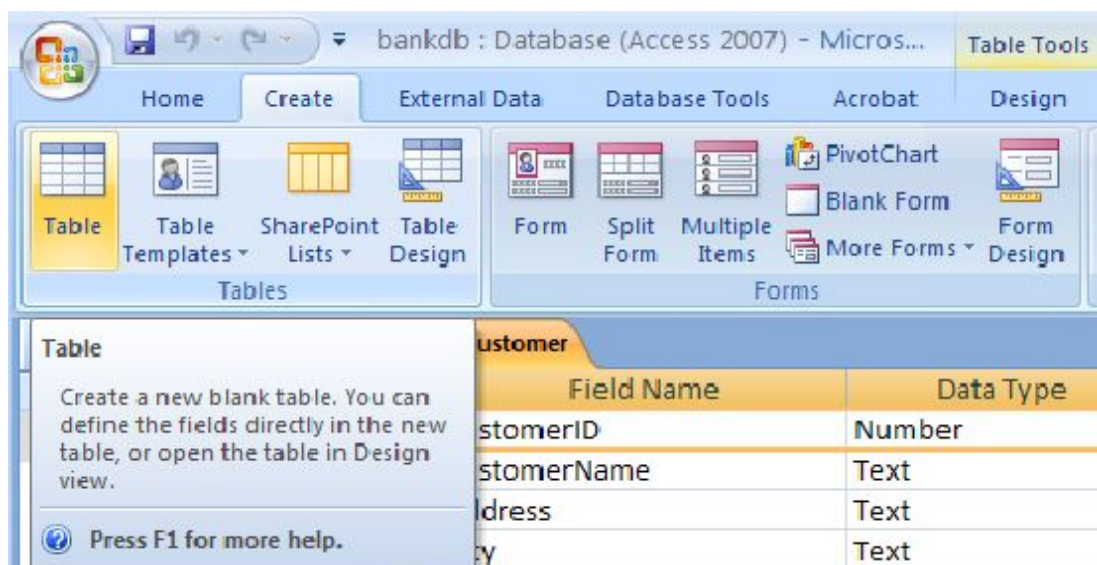 bankdb : Database (Access 2007) - Micros...
Table Tools
Home Create External Data Database Tools Acrobat Design
Table
Table Templates
SharePoint Lists
Table Design
Form
Split Form
Multiple Items
PivotChart
Blank Form
More Forms
Form Design
Tables
Forms
Table
Create a new blank table. You can
define the fields directly in the new
table, or open the table in Design
view.
Press F1 for more help.
ustomer
Field Name Data Type
stomerID Number
stomerName Text
ldress Text
ty Text